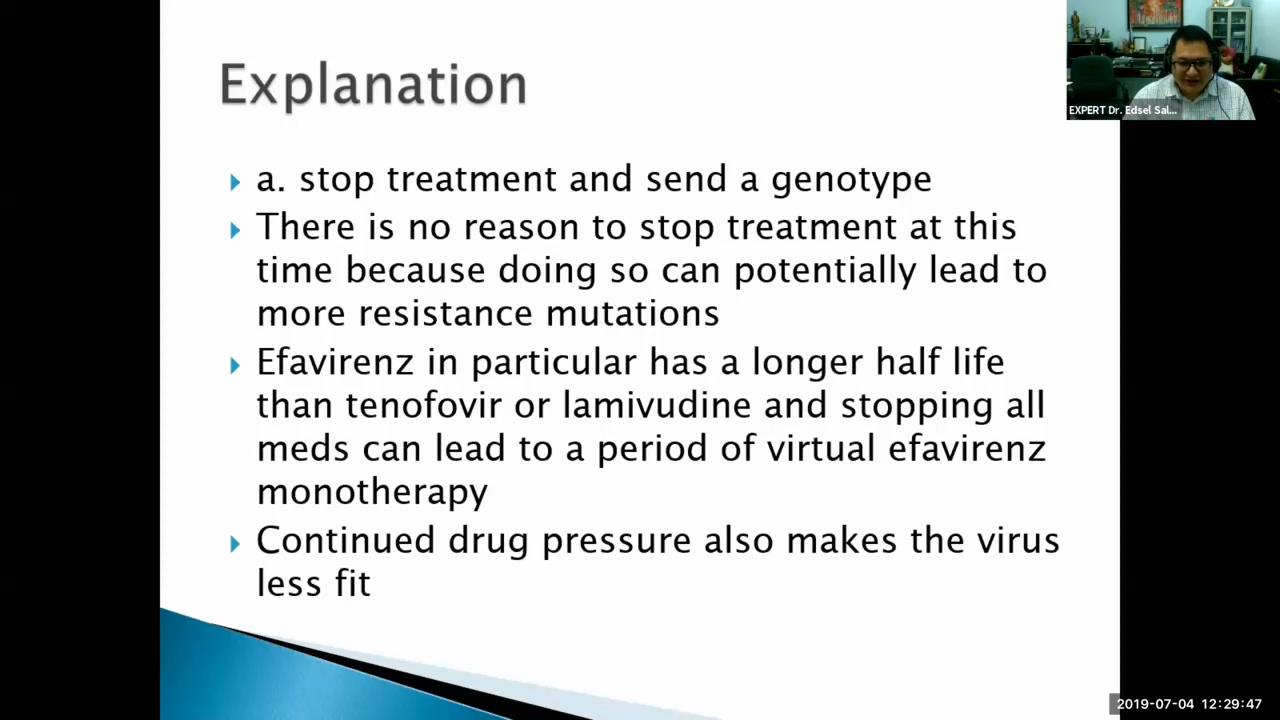 Explanation
a. stop treatment and send a genotype
There is no reason to stop treatment at this
time because doing so can potentially lead to
more resistance mutations
Efavirenz in particular has a longer half life
than tenofovir or lamivudine and stopping all
meds can lead to a period of virtual efavirenz
monotherapy
Continued drug pressure also makes the virus
less fit
EXPERT Dr. Edsel Sal...
2019-07-04 12:29:47